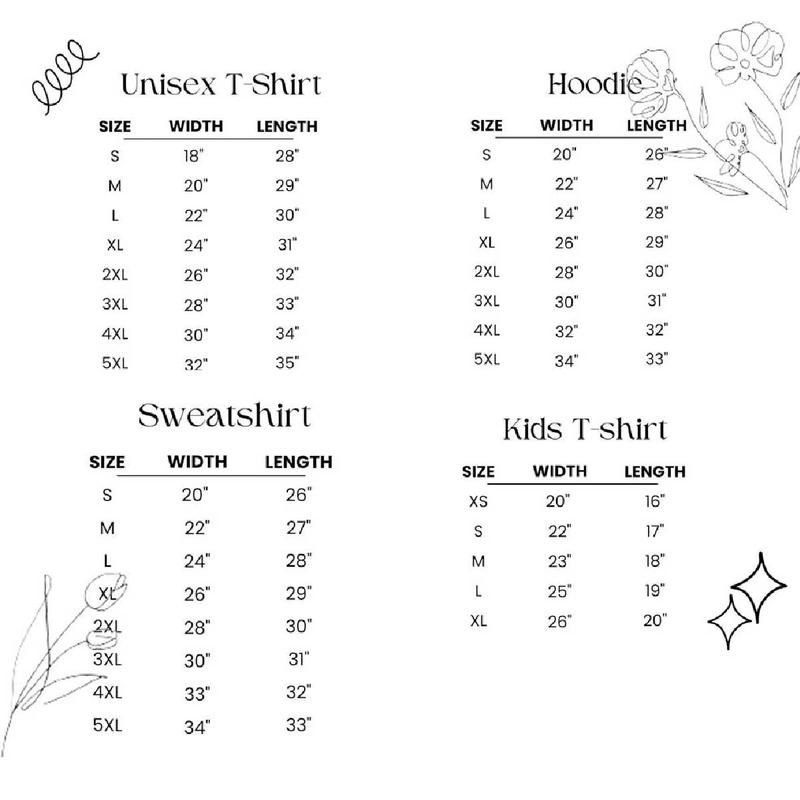 Unisex T-Shirt
SIZE WIDTH LENGTH
S 18" 28"
M 20" 29"
L 22" 30"
XL 24" 31"
2XL 26" 32"
3XL 28" 33"
4XL 30" 34"
5XL 32" 35"
Hoodie
SIZE WIDTH LENGTH
S 20" 26"
M 22" 27"
L 24" 28"
XL 26" 29"
2XL 28" 30"
3XL 30" 31"
4XL 32" 32"
5XL 34" 33"
Sweatshirt
SIZE WIDTH LENGTH
S 20" 26"
M 22" 27"
L 24" 28"
XL 26" 29"
2XL 28" 30"
3XL 30" 31"
4XL 33" 32"
5XL 34" 33"
Kids T-shirt
SIZE WIDTH LENGTH
XS 20" 16"
S 22" 17"
M 23" 18"
L 25" 19"
XL 26" 20"